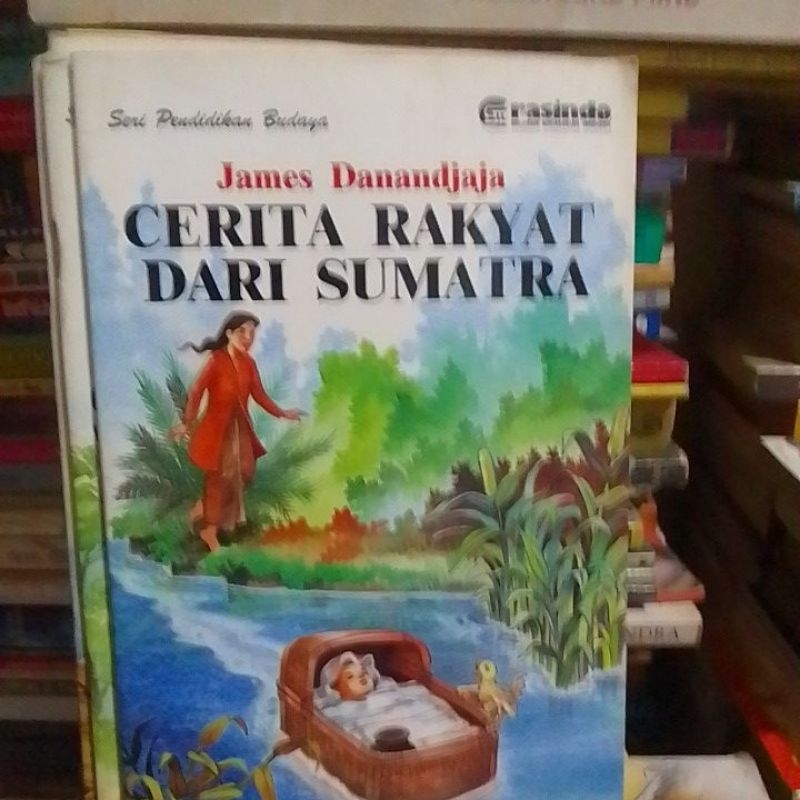 Seri Pendidikan Budaya
Grasindo
James Danandjaja
CERITA RAKYAT
DARI SUMATRA